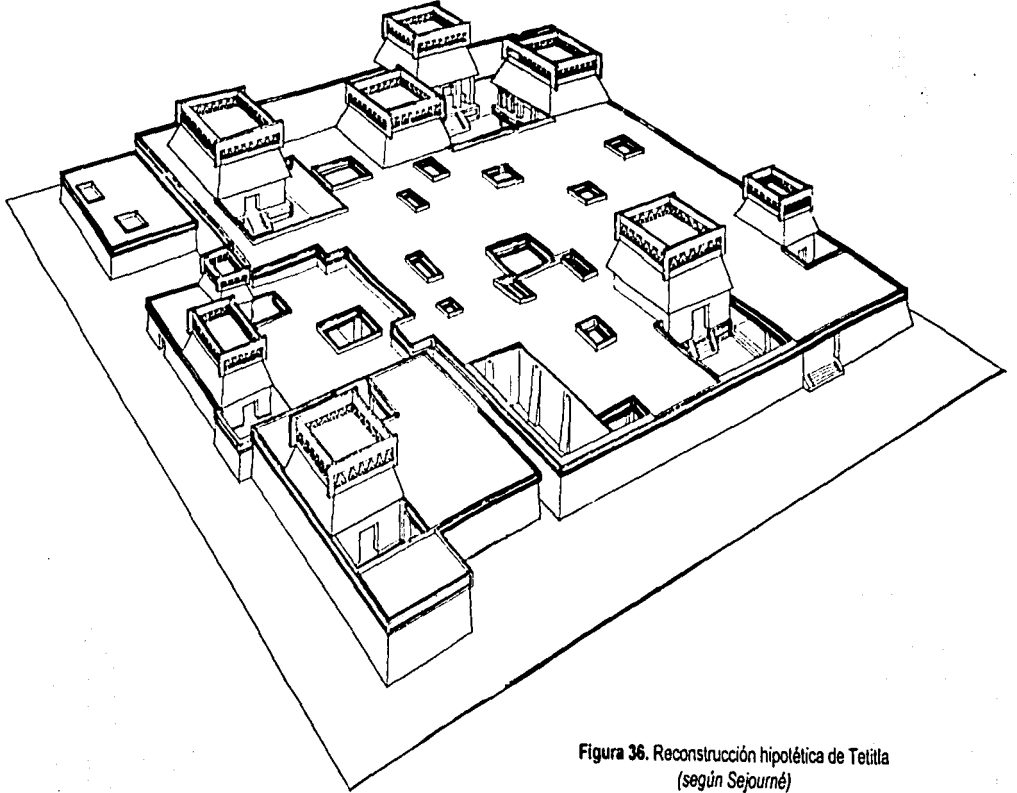 Figura 36. Reconstrucción hipotética de Tetitla
(según Sejourné)